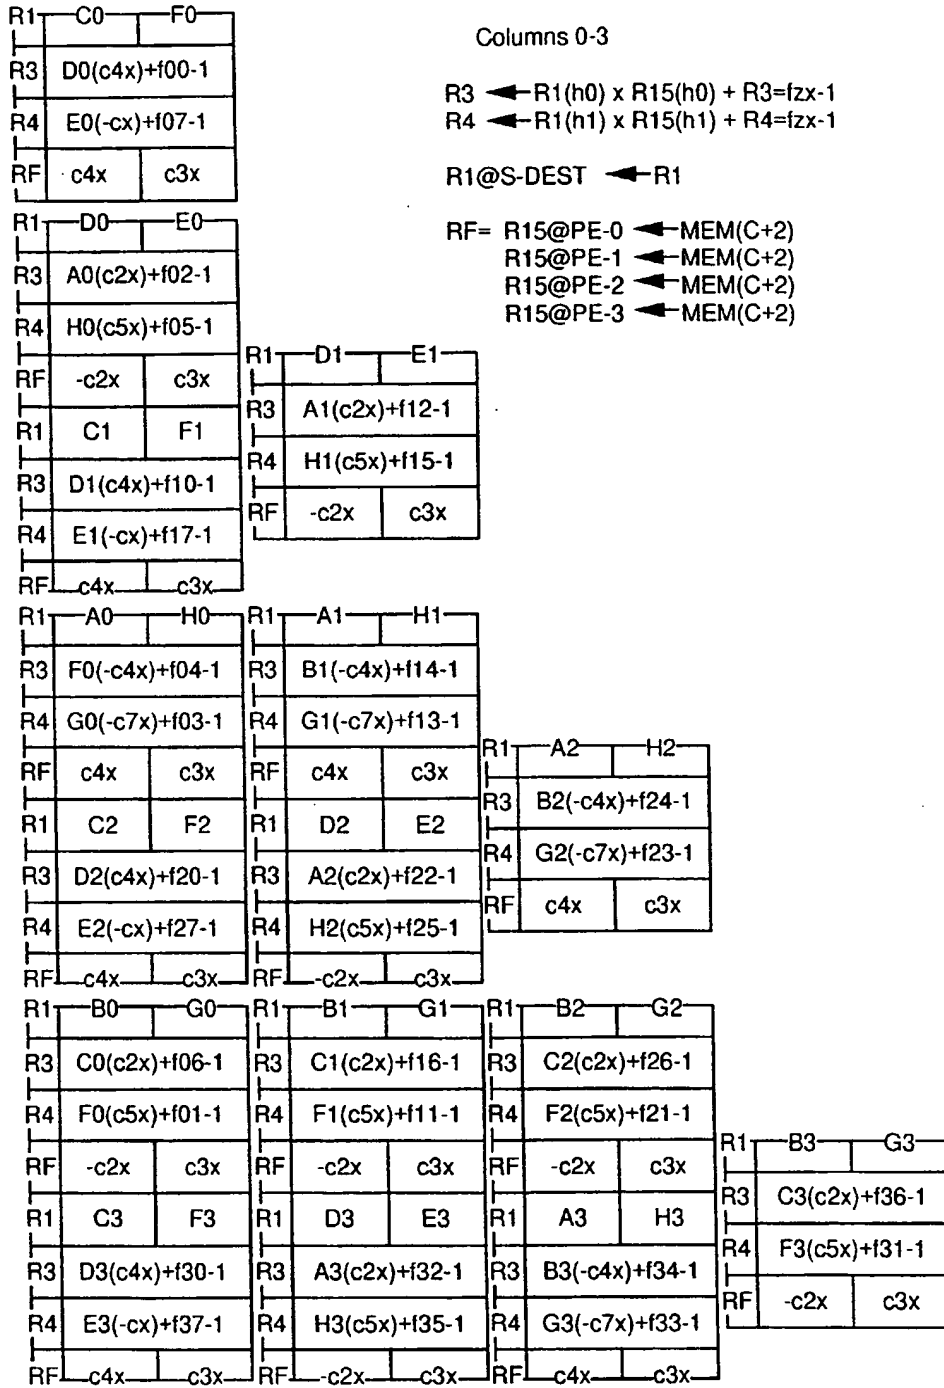 R1 C0 F0
R3 D0(c4x)+f00-1
R4 E0(-cx)+f07-1
RF c4x c3x
Columns 0-3
R3 ← R1(h0) x R15(h0) + R3=fzx-1
R4 ← R1(h1) x R15(h1) + R4=fzx-1
R1@S-DEST ← R1
RF= R15@PE-0 ← MEM(C+2)
R15@PE-1 ← MEM(C+2)
R15@PE-2 ← MEM(C+2)
R15@PE-3 ← MEM(C+2)
R1 D0 E0
R3 A0(c2x)+f02-1
R4 H0(c5x)+f05-1
RF -c2x c3x
R1 C1 F1
R3 D1(c4x)+f10-1
R4 E1(-cx)+f17-1
RF c4x c3x
R1 D1 E1
R3 A1(c2x)+f12-1
R4 H1(c5x)+f15-1
RF -c2x c3x
R1 A0 H0
R3 F0(-c4x)+f04-1
R4 G0(-c7x)+f03-1
RF c4x c3x
R1 C2 F2
R3 D2(c4x)+f20-1
R4 E2(-cx)+f27-1
RF c4x c3x
R1 A1 H1
R3 B1(-c4x)+f14-1
R4 G1(-c7x)+f13-1
RF c4x c3x
R1 D2 E2
R3 A2(c2x)+f22-1
R4 H2(c5x)+f25-1
RF -c2x c3x
R1 A2 H2
R3 B2(-c4x)+f24-1
R4 G2(-c7x)+f23-1
RF c4x c3x
R1 B0 G0
R3 C0(c2x)+f06-1
R4 F0(c5x)+f01-1
RF -c2x c3x
R1 C3 F3
R3 D3(c4x)+f30-1
R4 E3(-cx)+f37-1
RF c4x c3x
R1 B1 G1
R3 C1(c2x)+f16-1
R4 F1(c5x)+f11-1
RF -c2x c3x
R1 D3 E3
R3 A3(c2x)+f32-1
R4 H3(c5x)+f35-1
RF -c2x c3x
R1 B2 G2
R3 C2(c2x)+f26-1
R4 F2(c5x)+f21-1
RF -c2x c3x
R1 A3 H3
R3 B3(-c4x)+f34-1
R4 G3(-c7x)+f33-1
RF c4x c3x
R1 B3 G3
R3 C3(c2x)+f36-1
R4 F3(c5x)+f31-1
RF -c2x c3x